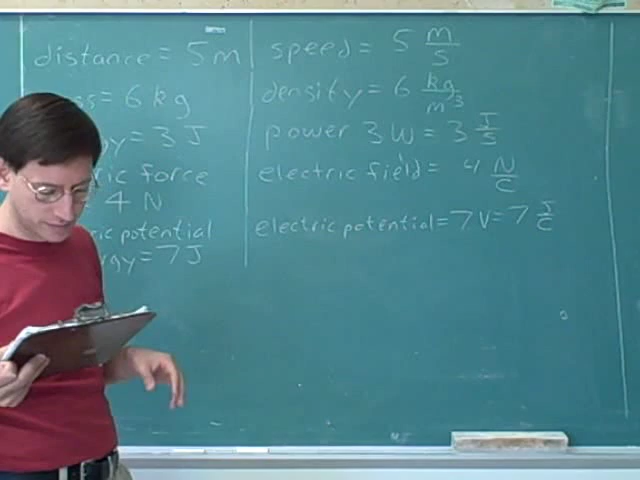 distance = 5 m
= 6 kg
= 3 J
force
= 4 N
potential
= 7 J
speed = 5 m/s
density = 6 kg/m³
power 3 W = 3 J/s
electric field = 4 N/C
electric potential = 7 V = 7 J/C